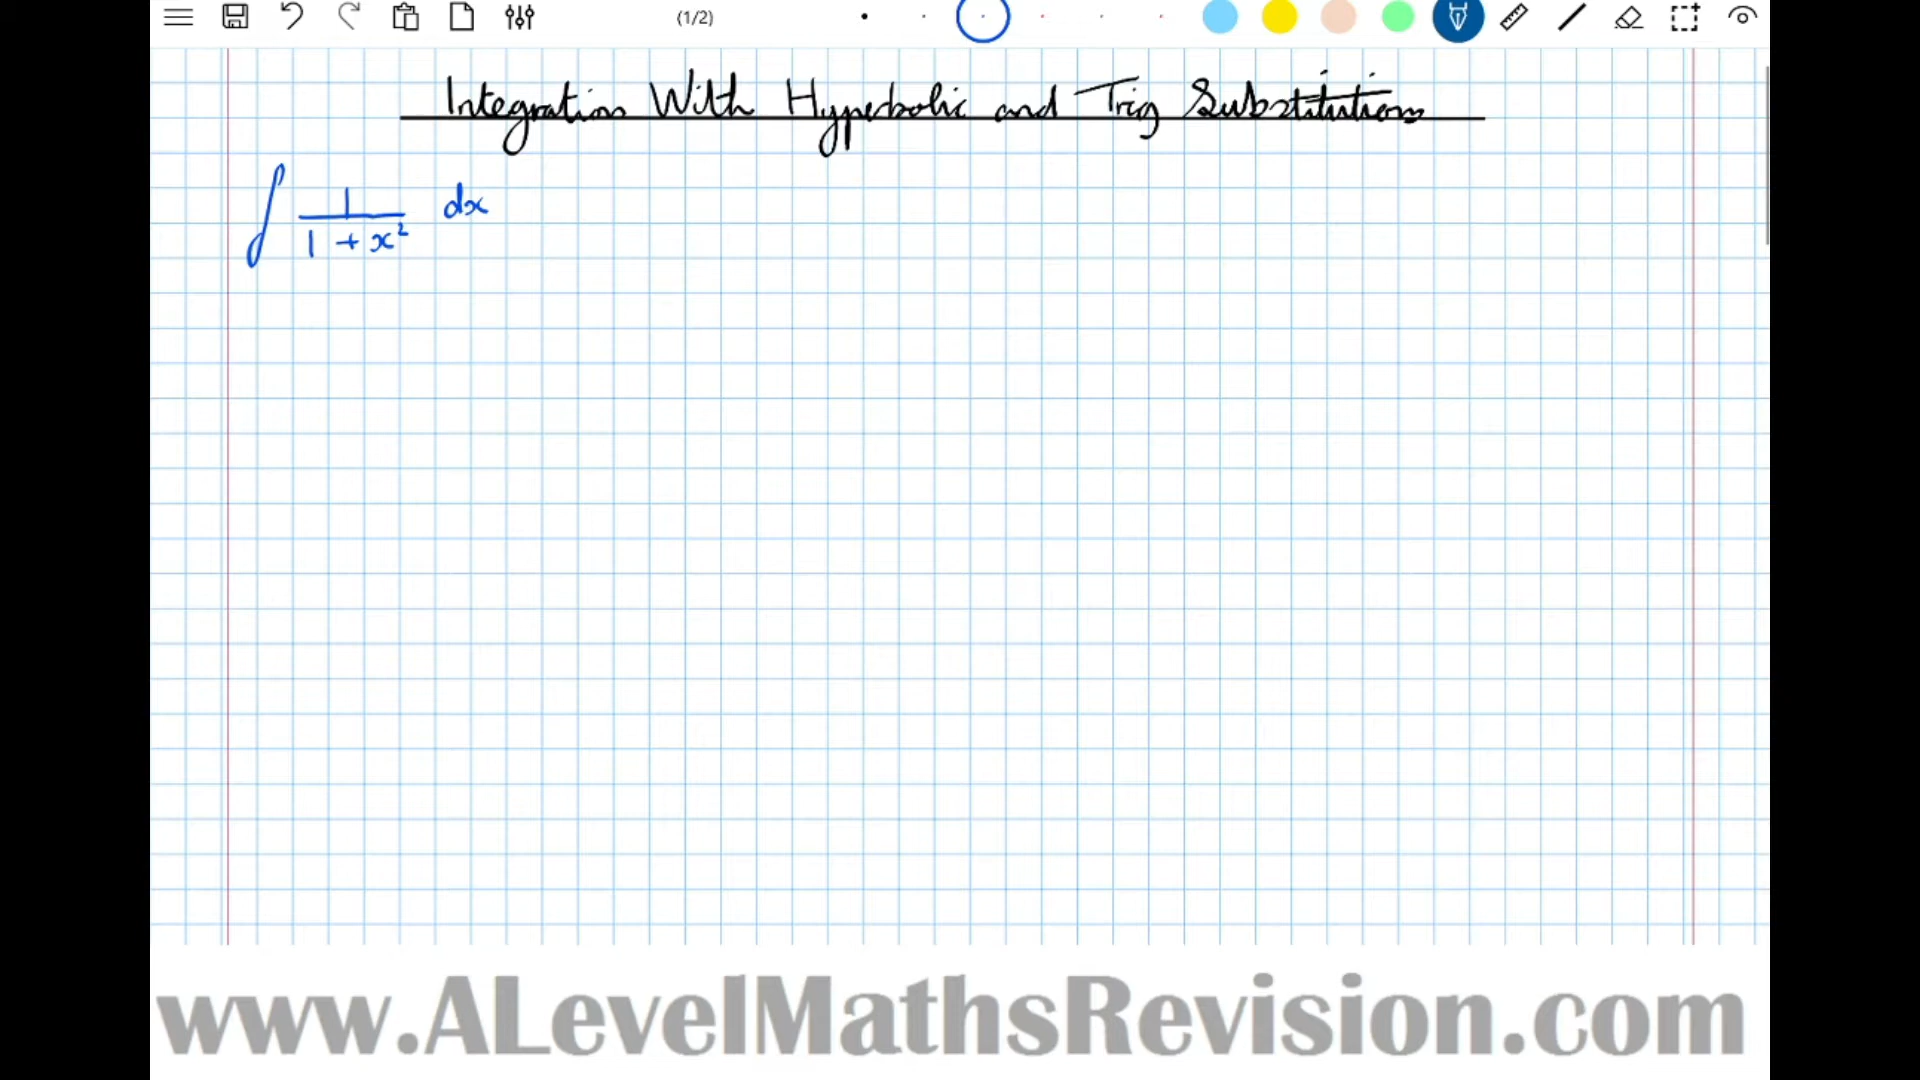 (1/2)
Integration With Hyperbolic and Trig Substitutions
∫ 1/(1 + x²) dx
www.ALevelMathsRevision.com